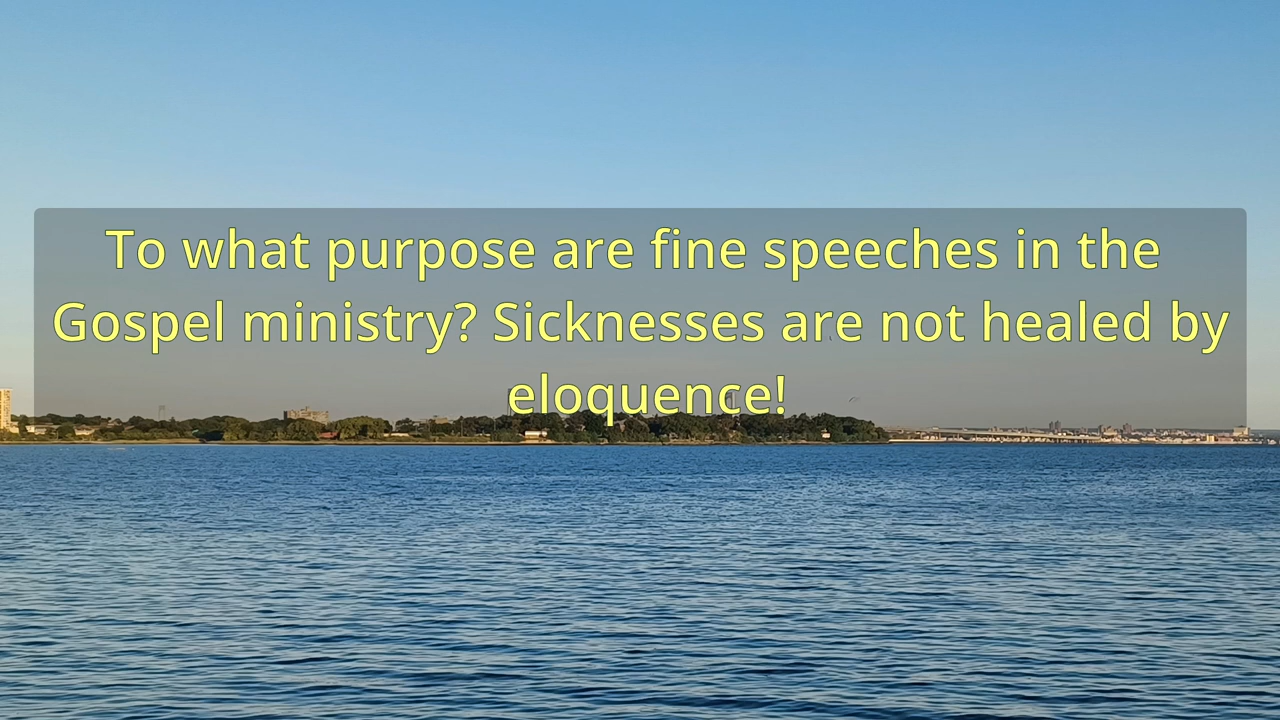 To what purpose are fine speeches in the
Gospel ministry? Sicknesses are not healed by
eloquence!